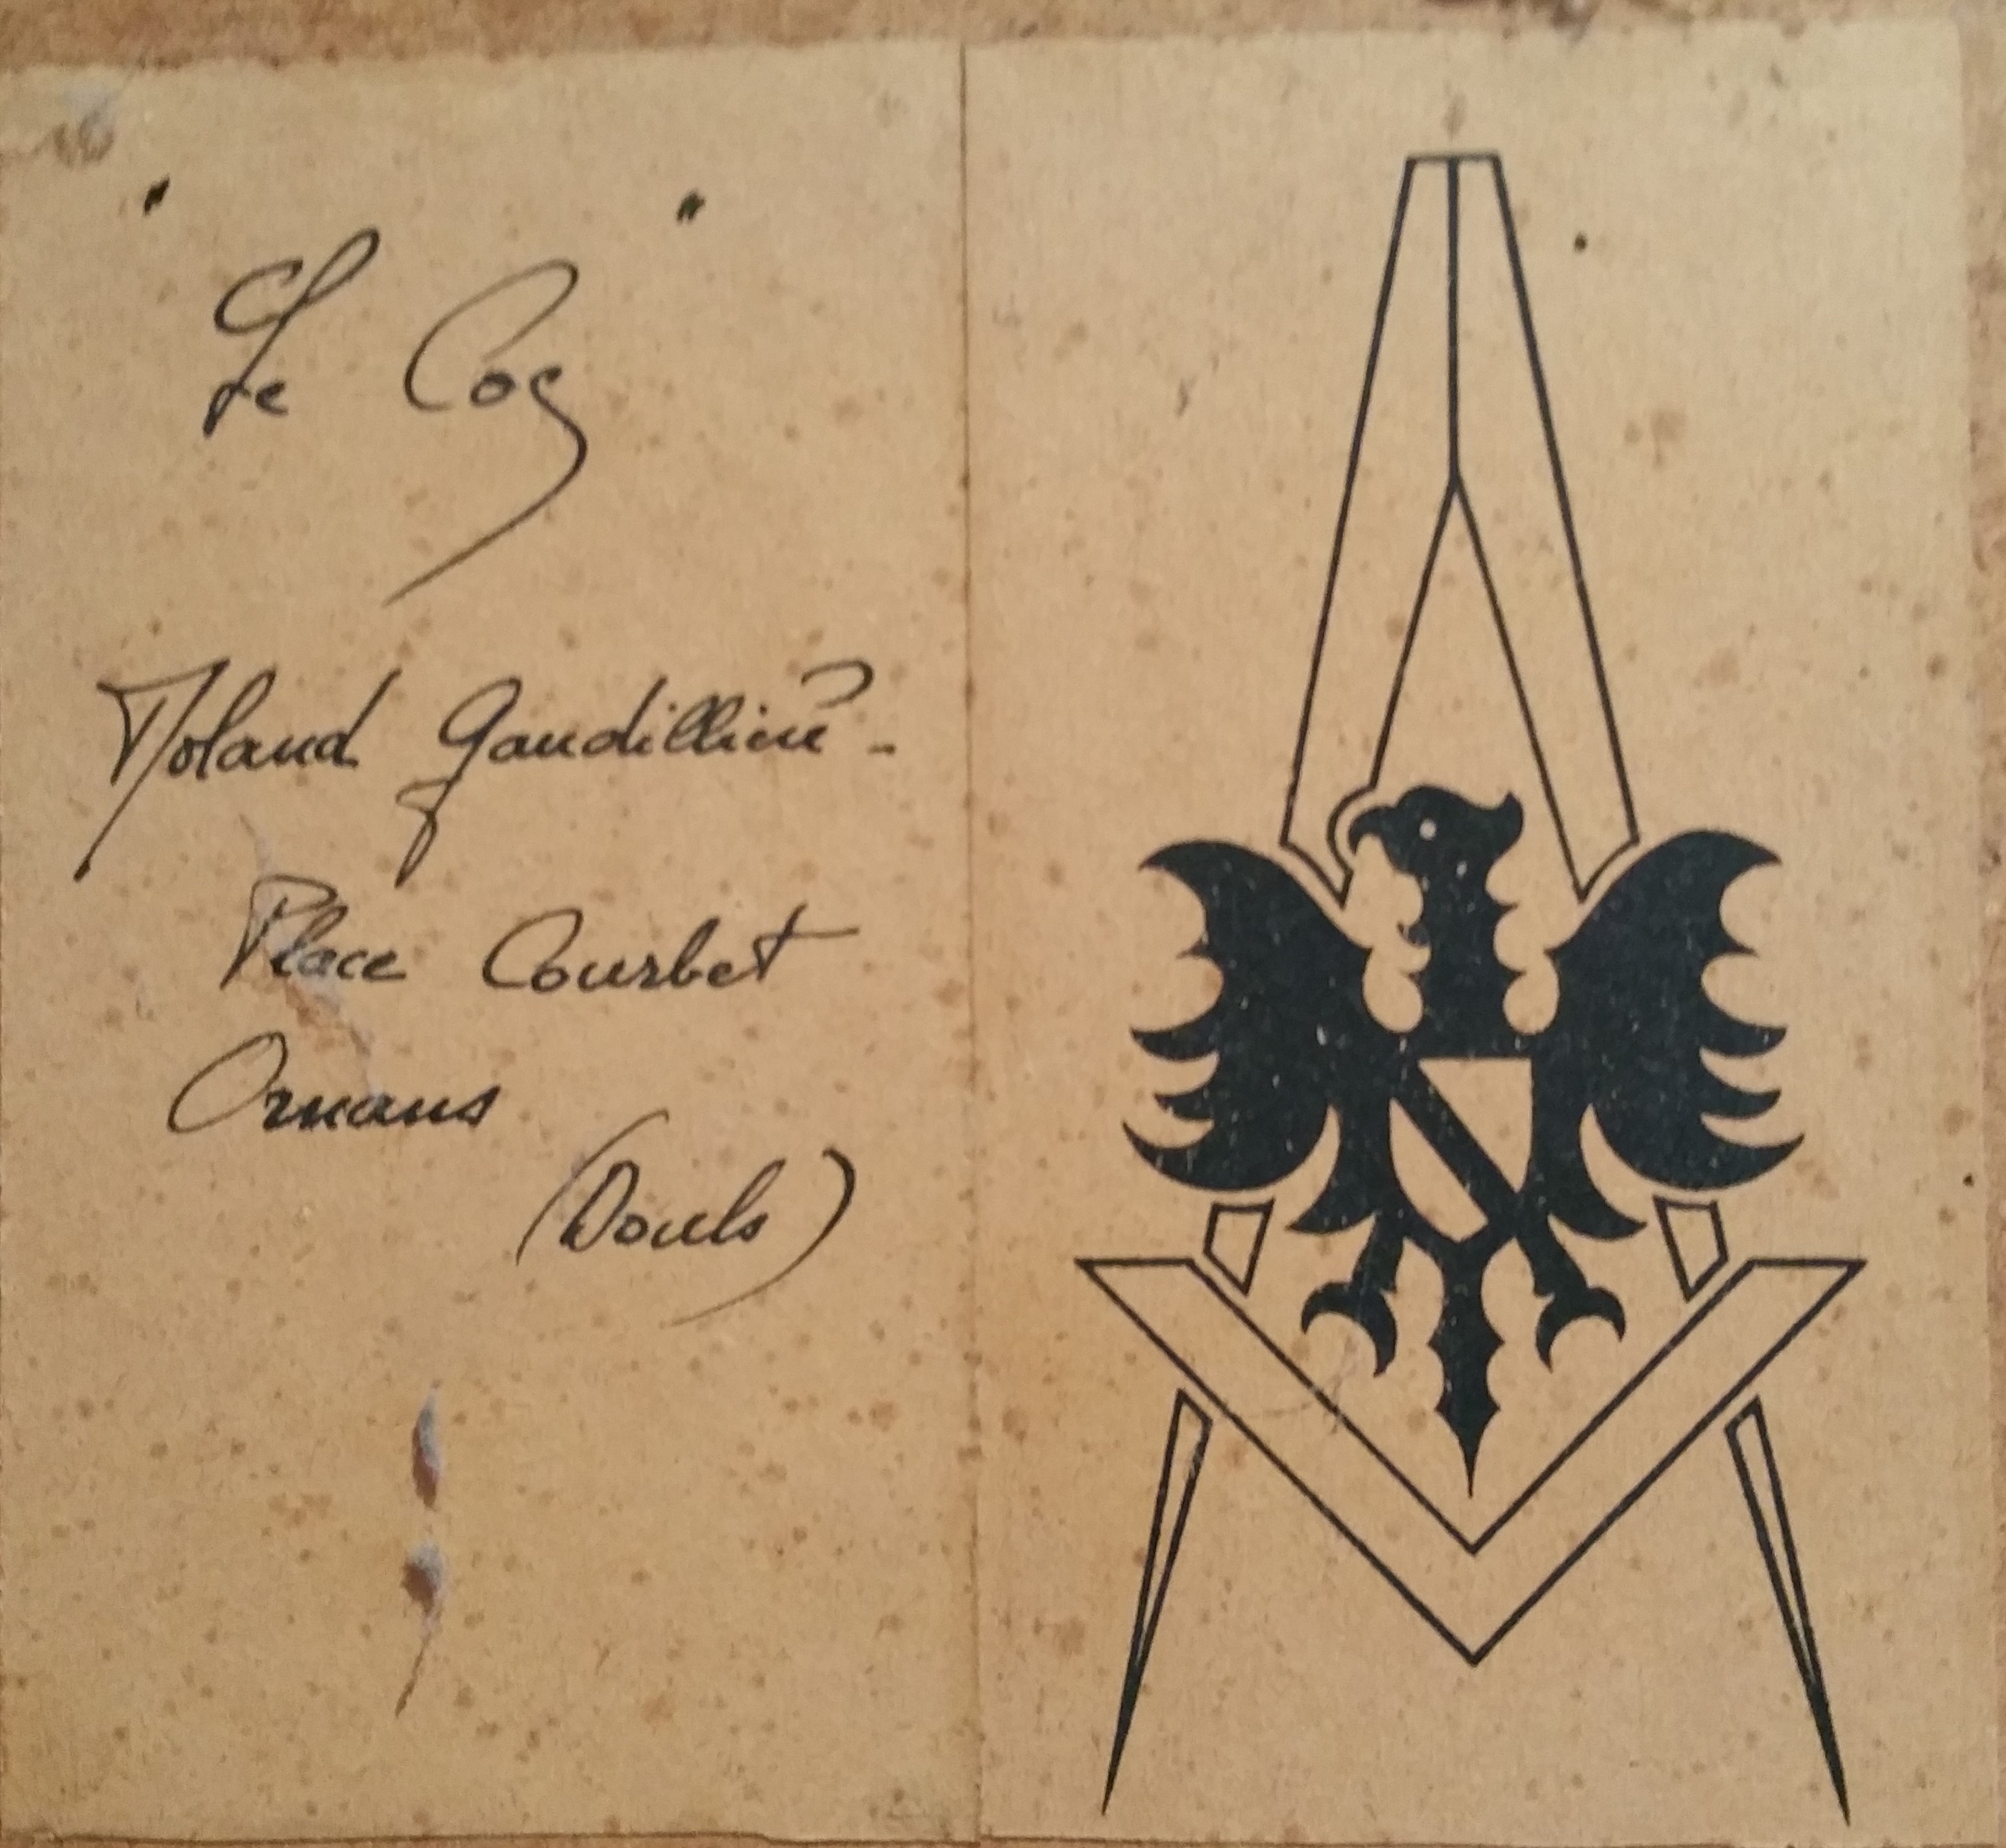 " Le Coq "
Roland Gaudillière -
Place Courbet
Ornans
(Doubs)